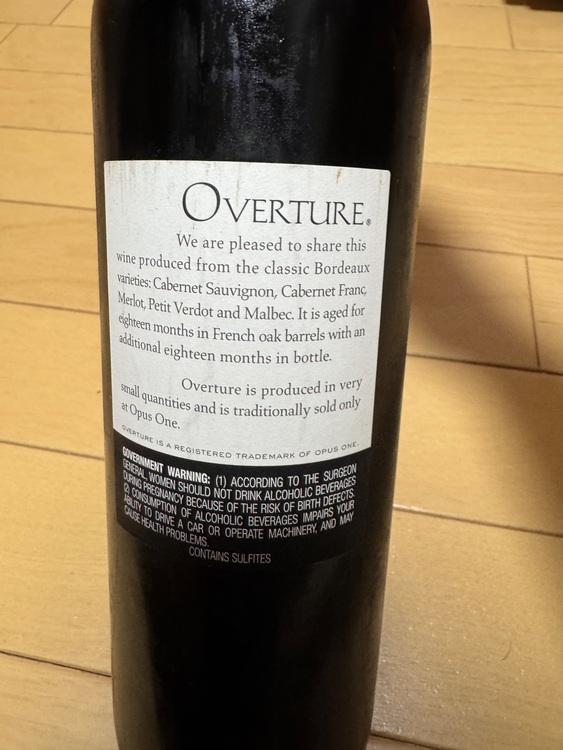 OVERTURE®
We are pleased to share this
wine produced from the classic Bordeaux
varieties: Cabernet Sauvignon, Cabernet Franc,
Merlot, Petit Verdot and Malbec. It is aged for
eighteen months in French oak barrels with an
additional eighteen months in bottle.
Overture is produced in very
small quantities and is traditionally sold only
at Opus One.
OVERTURE IS A REGISTERED TRADEMARK OF OPUS ONE.
GOVERNMENT WARNING: (1) ACCORDING TO THE SURGEON
GENERAL, WOMEN SHOULD NOT DRINK ALCOHOLIC BEVERAGES
DURING PREGNANCY BECAUSE OF THE RISK OF BIRTH DEFECTS.
(2) CONSUMPTION OF ALCOHOLIC BEVERAGES IMPAIRS YOUR
ABILITY TO DRIVE A CAR OR OPERATE MACHINERY, AND MAY
CAUSE HEALTH PROBLEMS.
CONTAINS SULFITES